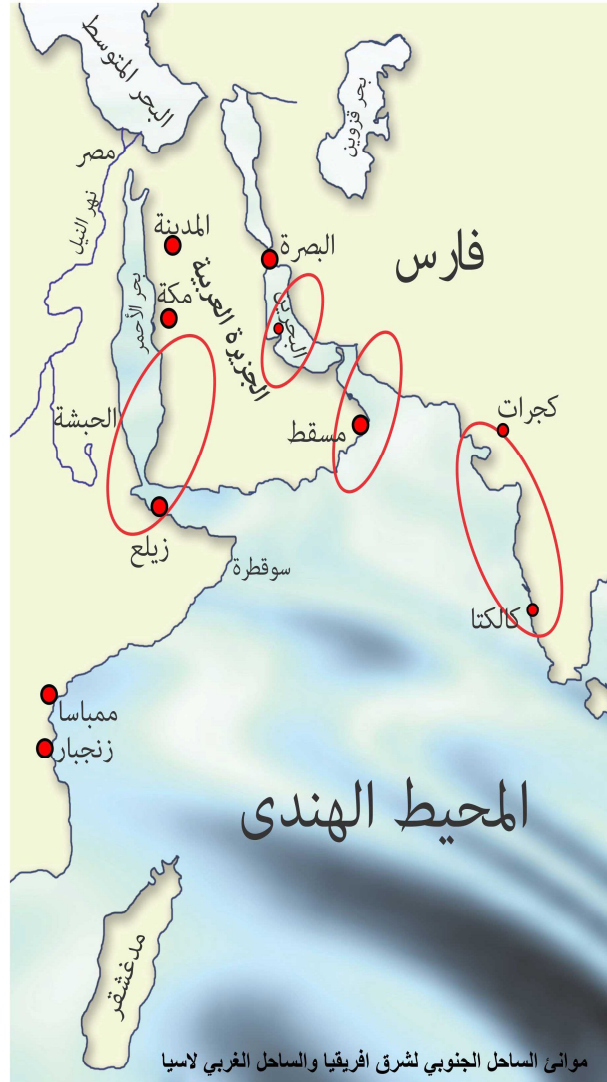 البحر المتوسط
بحر قزوين
مصر
نهر النيل
المدينة
البصرة
فارس
مكة
بحر الأحمر
الجزيرة العربية
البحرين
الحبشة
مسقط
كجرات
زيلع
سوقطرة
كالكتا
ممباسا
زنجبار
المحيط الهندى
مدغشقر
موانئ الساحل الجنوبي لشرق افريقيا والساحل الغربي لاسيا